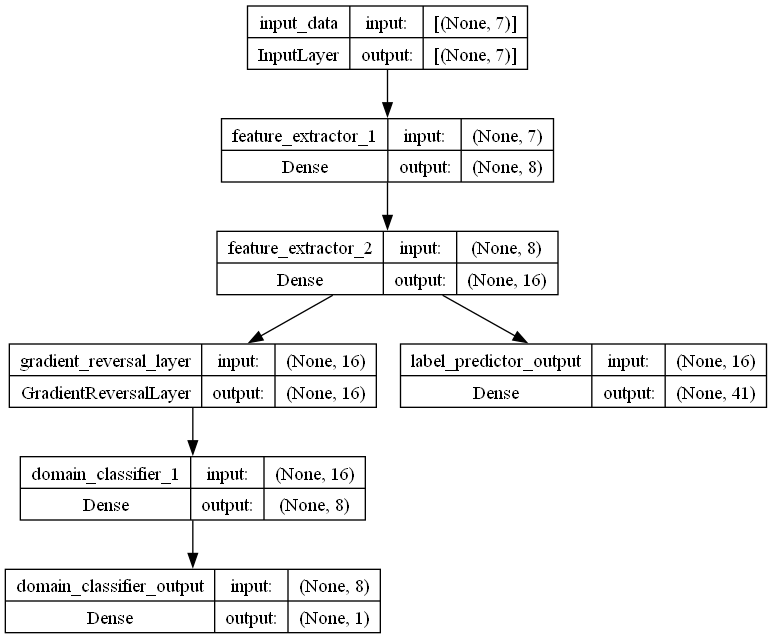 input_data input: [(None, 7)]
InputLayer output: [(None, 7)]
feature_extractor_1 input: (None, 7)
Dense output: (None, 8)
feature_extractor_2 input: (None, 8)
Dense output: (None, 16)
gradient_reversal_layer input: (None, 16)
GradientReversalLayer output: (None, 16)
label_predictor_output input: (None, 16)
Dense output: (None, 41)
domain_classifier_1 input: (None, 16)
Dense output: (None, 8)
domain_classifier_output input: (None, 8)
Dense output: (None, 1)